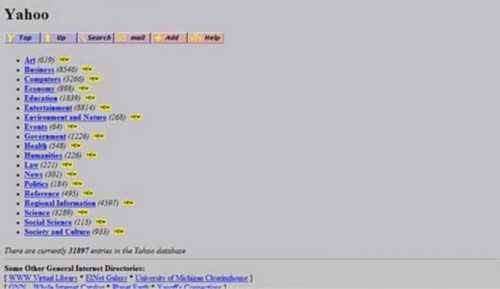 Yahoo
Top Up Search mail Add Help
Art (619) new
Business (8546) new
Computers (3266) new
Economy (898) new
Education (1839) new
Entertainment (8814) new
Environment and Nature (268) new
Events (64) new
Government (1226) new
Health (548) new
Humanities (226) new
Law (221) new
News (301) new
Politics (184) new
Reference (495) new
Regional Information (4597) new
Science (3289) new
Social Science (115) new
Society and Culture (933) new
There are currently 31897 entries in the Yahoo database
Some Other General Internet Directories:
[ WWW Virtual Library * EINet Galaxy * University of Michigan Clearinghouse ]
[ GNN - Whole Internet Catalog * Planet Earth * Yanoff's Connections ]